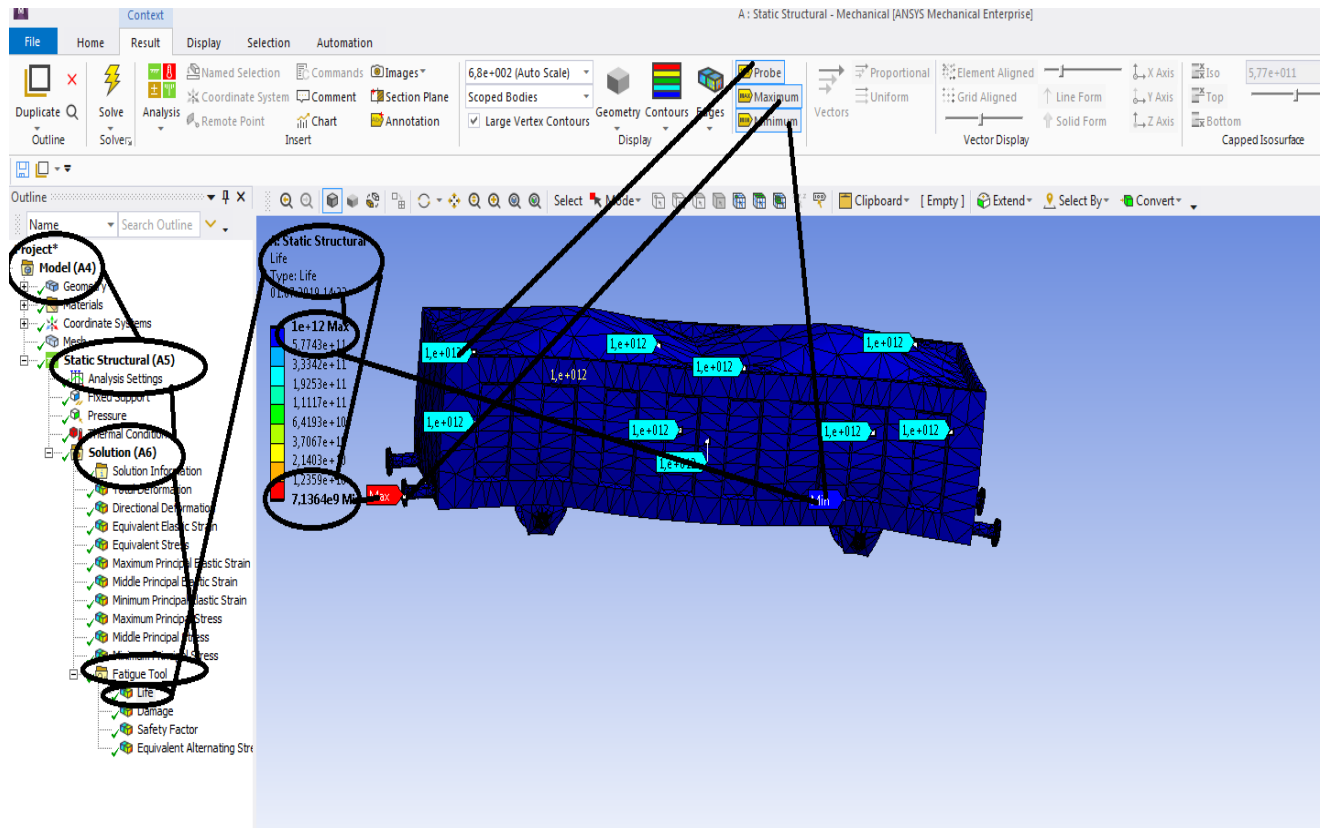 M
Context
A : Static Structural - Mechanical [ANSYS Mechanical Enterprise]
File Home Result Display Selection Automation
Named Selection Commands Images 6,8e+002 (Auto Scale) Probe Proportional Element Aligned X Axis Iso 5,77e+011
Coordinate System Comment Section Plane Scoped Bodies Maximum Uniform Grid Aligned Line Form Y Axis Top
Duplicate Q Solve Analysis Remote Point Chart Annotation Large Vertex Contours Geometry Contours Edges Minimum Vectors Solid Form Z Axis Bottom
Outline Solver Insert Display Vector Display Capped Isosurface
Outline Select Mode Clipboard [ Empty ] Extend Select By Convert
Name Search Outline
Project*
Model (A4)
Geometry
Materials
Coordinate Systems
Mesh
Static Structural (A5)
Analysis Settings
Fixed Support
Pressure
Thermal Condition
Solution (A6)
Solution Information
Total Deformation
Directional Deformation
Equivalent Elastic Strain
Equivalent Stress
Maximum Principal Elastic Strain
Middle Principal Elastic Strain
Minimum Principal Elastic Strain
Maximum Principal Stress
Middle Principal Stress
Minimum Principal Stress
Fatigue Tool
Life
Damage
Safety Factor
Equivalent Alternating Stre
A: Static Structural
Life
Type: Life
01.07.2019 14:32
1e+12 Max
5,7743e+11
3,3342e+11
1,9253e+11
1,1117e+11
6,4193e+10
3,7067e+10
2,1403e+10
1,2359e+10
7,1364e9 Min
1,e+012
1,e+012
1,e+012
1,e+012
1,e+012
1,e+012
1,e+012
1,e+012
1,e+012
1,e+012
Max
Min